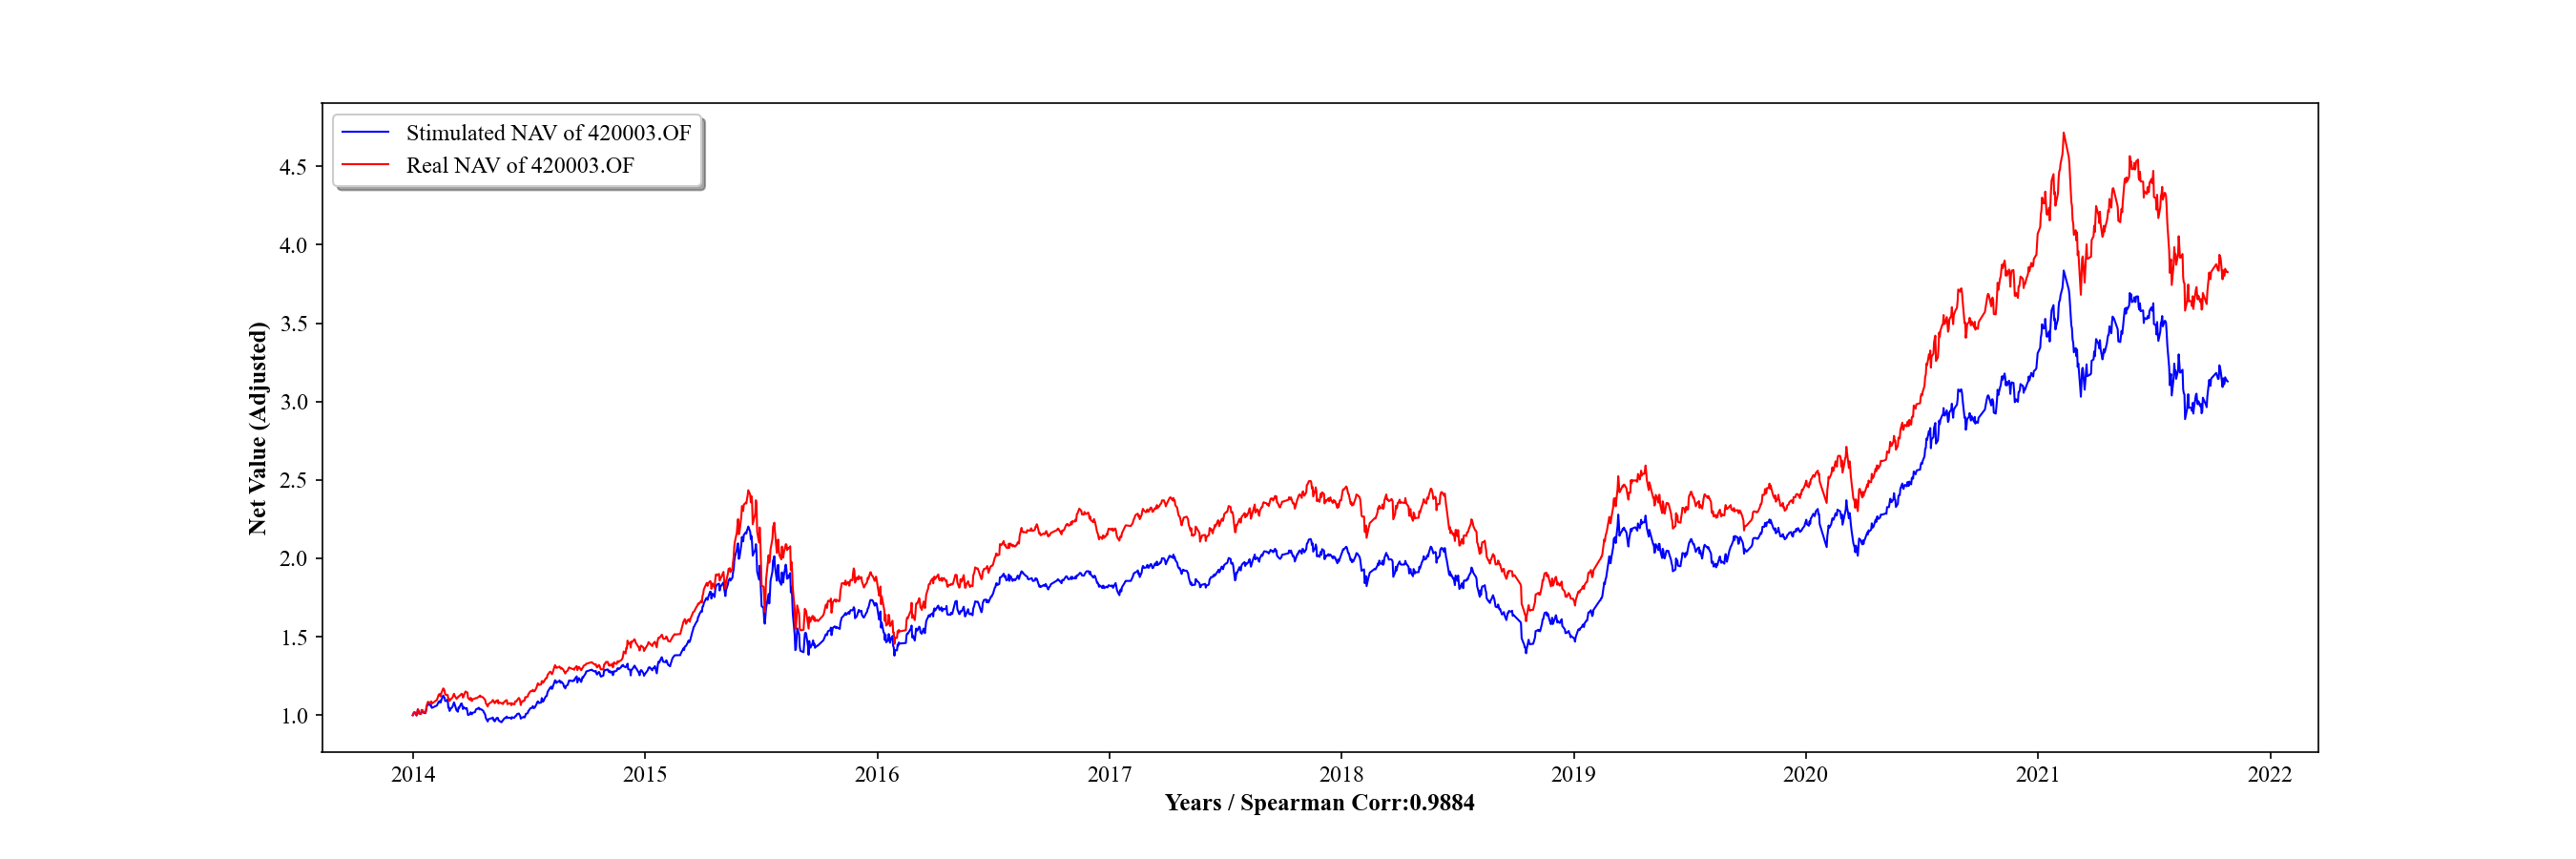 Stimulated NAV of 420003.OF
Real NAV of 420003.OF
4.5
4.0
3.5
3.0
2.5
2.0
1.5
1.0
Net Value (Adjusted)
2014 2015 2016 2017 2018 2019 2020 2021 2022
Years / Spearman Corr:0.9884